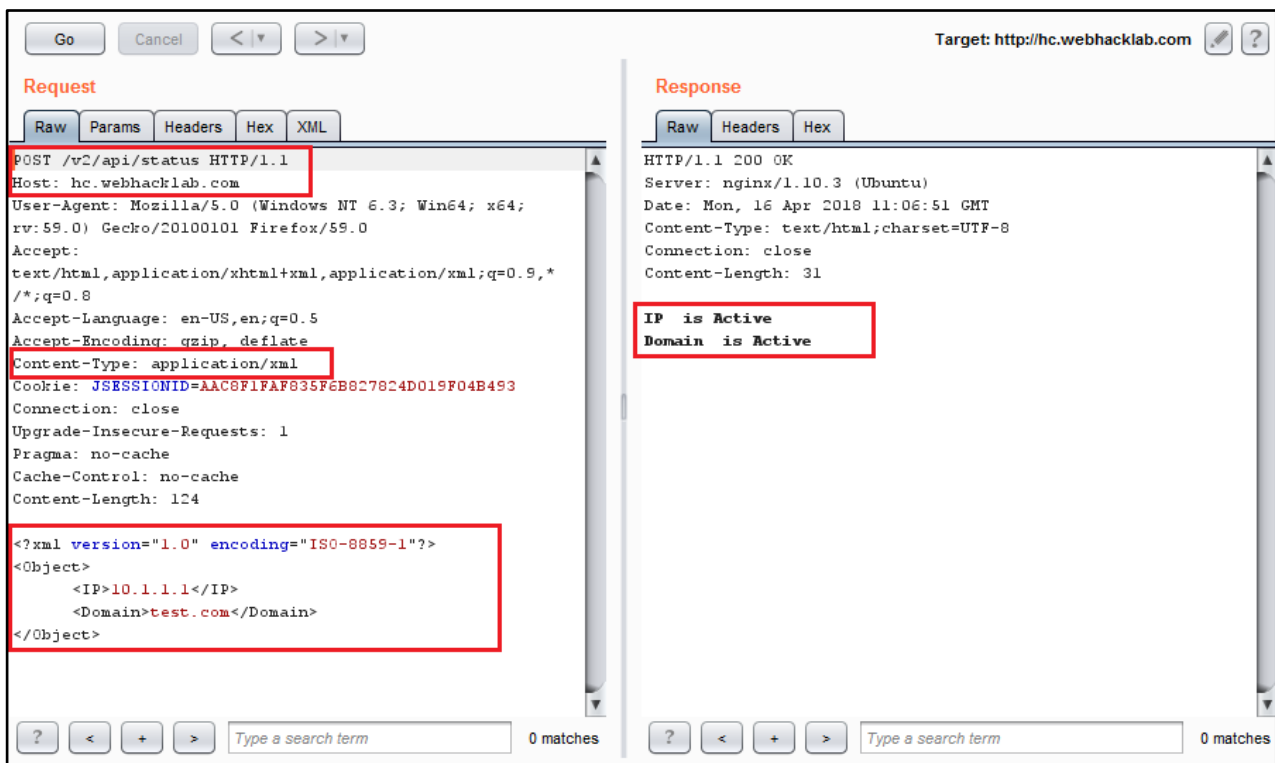 Go Cancel < > Target: http://hc.webhacklab.com ?
Request
Raw Params Headers Hex XML
POST /v2/api/status HTTP/1.1
Host: hc.webhacklab.com
User-Agent: Mozilla/5.0 (Windows NT 6.3; Win64; x64;
rv:59.0) Gecko/20100101 Firefox/59.0
Accept:
text/html,application/xhtml+xml,application/xml;q=0.9,*
/*;q=0.8
Accept-Language: en-US,en;q=0.5
Accept-Encoding: gzip, deflate
Content-Type: application/xml
Cookie: JSESSIONID=AAC8F1FAF835F6B827824D019F04B493
Connection: close
Upgrade-Insecure-Requests: 1
Pragma: no-cache
Cache-Control: no-cache
Content-Length: 124
<?xml version="1.0" encoding="ISO-8859-1"?>
<Object>
<IP>10.1.1.1</IP>
<Domain>test.com</Domain>
</Object>
? < + > Type a search term 0 matches
Response
Raw Headers Hex
HTTP/1.1 200 OK
Server: nginx/1.10.3 (Ubuntu)
Date: Mon, 16 Apr 2018 11:06:51 GMT
Content-Type: text/html;charset=UTF-8
Connection: close
Content-Length: 31
IP  is Active
Domain  is Active
? < + > Type a search term 0 matches